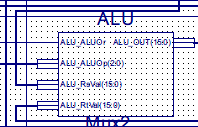 ALU
ALU_ALUOr ALU_OUT(15:0)
ALU_ALUOp(2:0)
ALU_RsVal(15:0)
ALU_RtVal(15:0)
Mux2